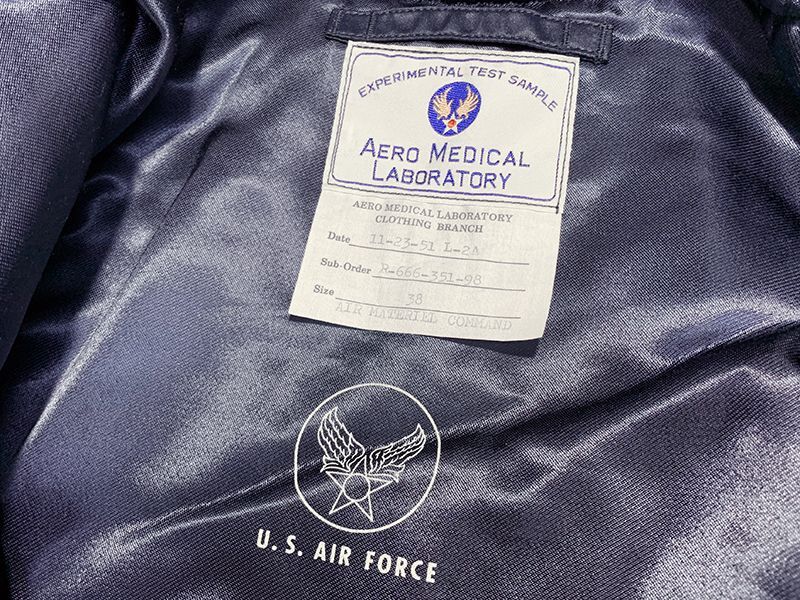 EXPERIMENTAL TEST SAMPLE
AERO MEDICAL
LABORATORY
AERO MEDICAL LABORATORY
CLOTHING BRANCH
Date 11-23-51 L-2A
Sub-Order R-666-351-98
Size 38
AIR MATERIEL COMMAND
U. S. AIR FORCE